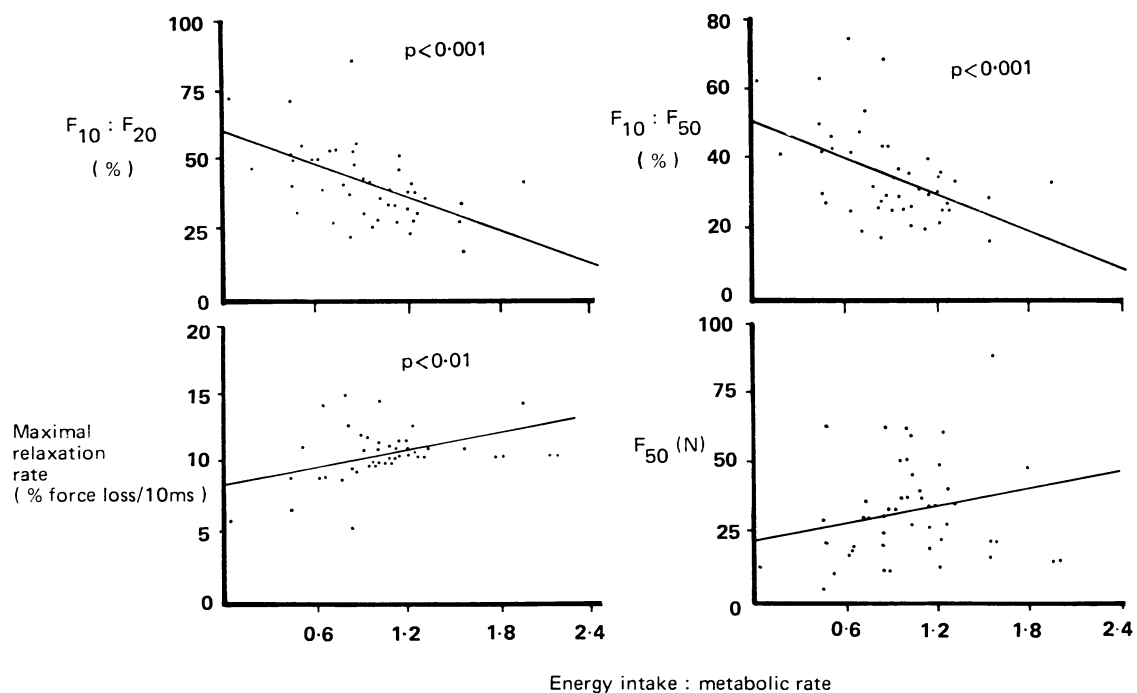 100
75
50
25
0
F10 : F20
( % )
p<0·001
80
60
40
20
0
F10 : F50
( % )
p<0·001
20
15
10
5
0
Maximal
relaxation
rate
( % force loss/10ms )
p<0·01
0·6 1·2 1·8 2·4
100
75
50
25
0
F50 (N)
0·6 1·2 1·8 2·4
Energy intake : metabolic rate